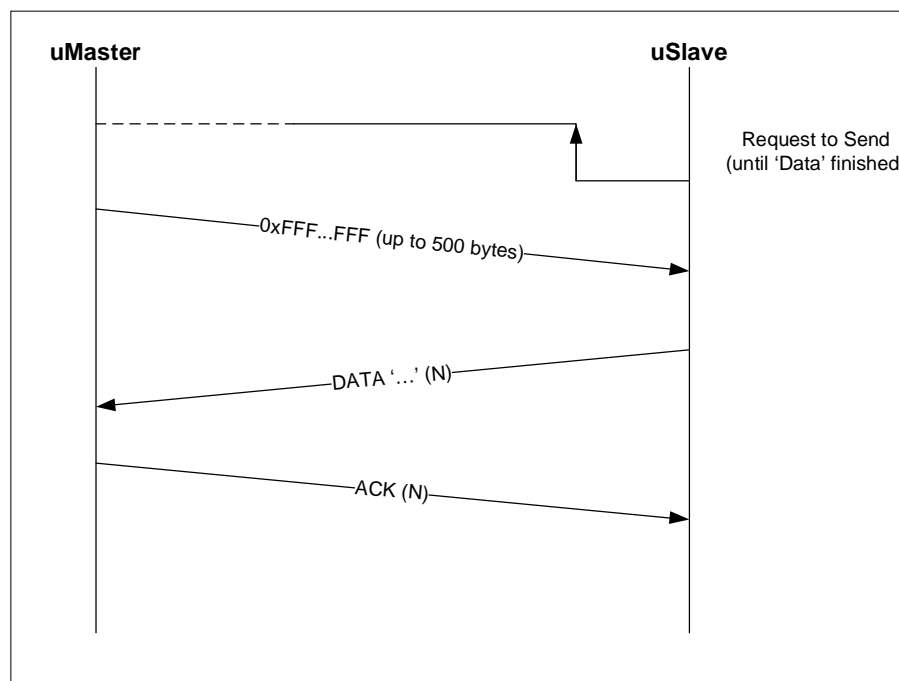 uMaster
uSlave
Request to Send
(until ‘Data’ finished
0xFFF...FFF (up to 500 bytes)
DATA ‘…’ (N)
ACK (N)